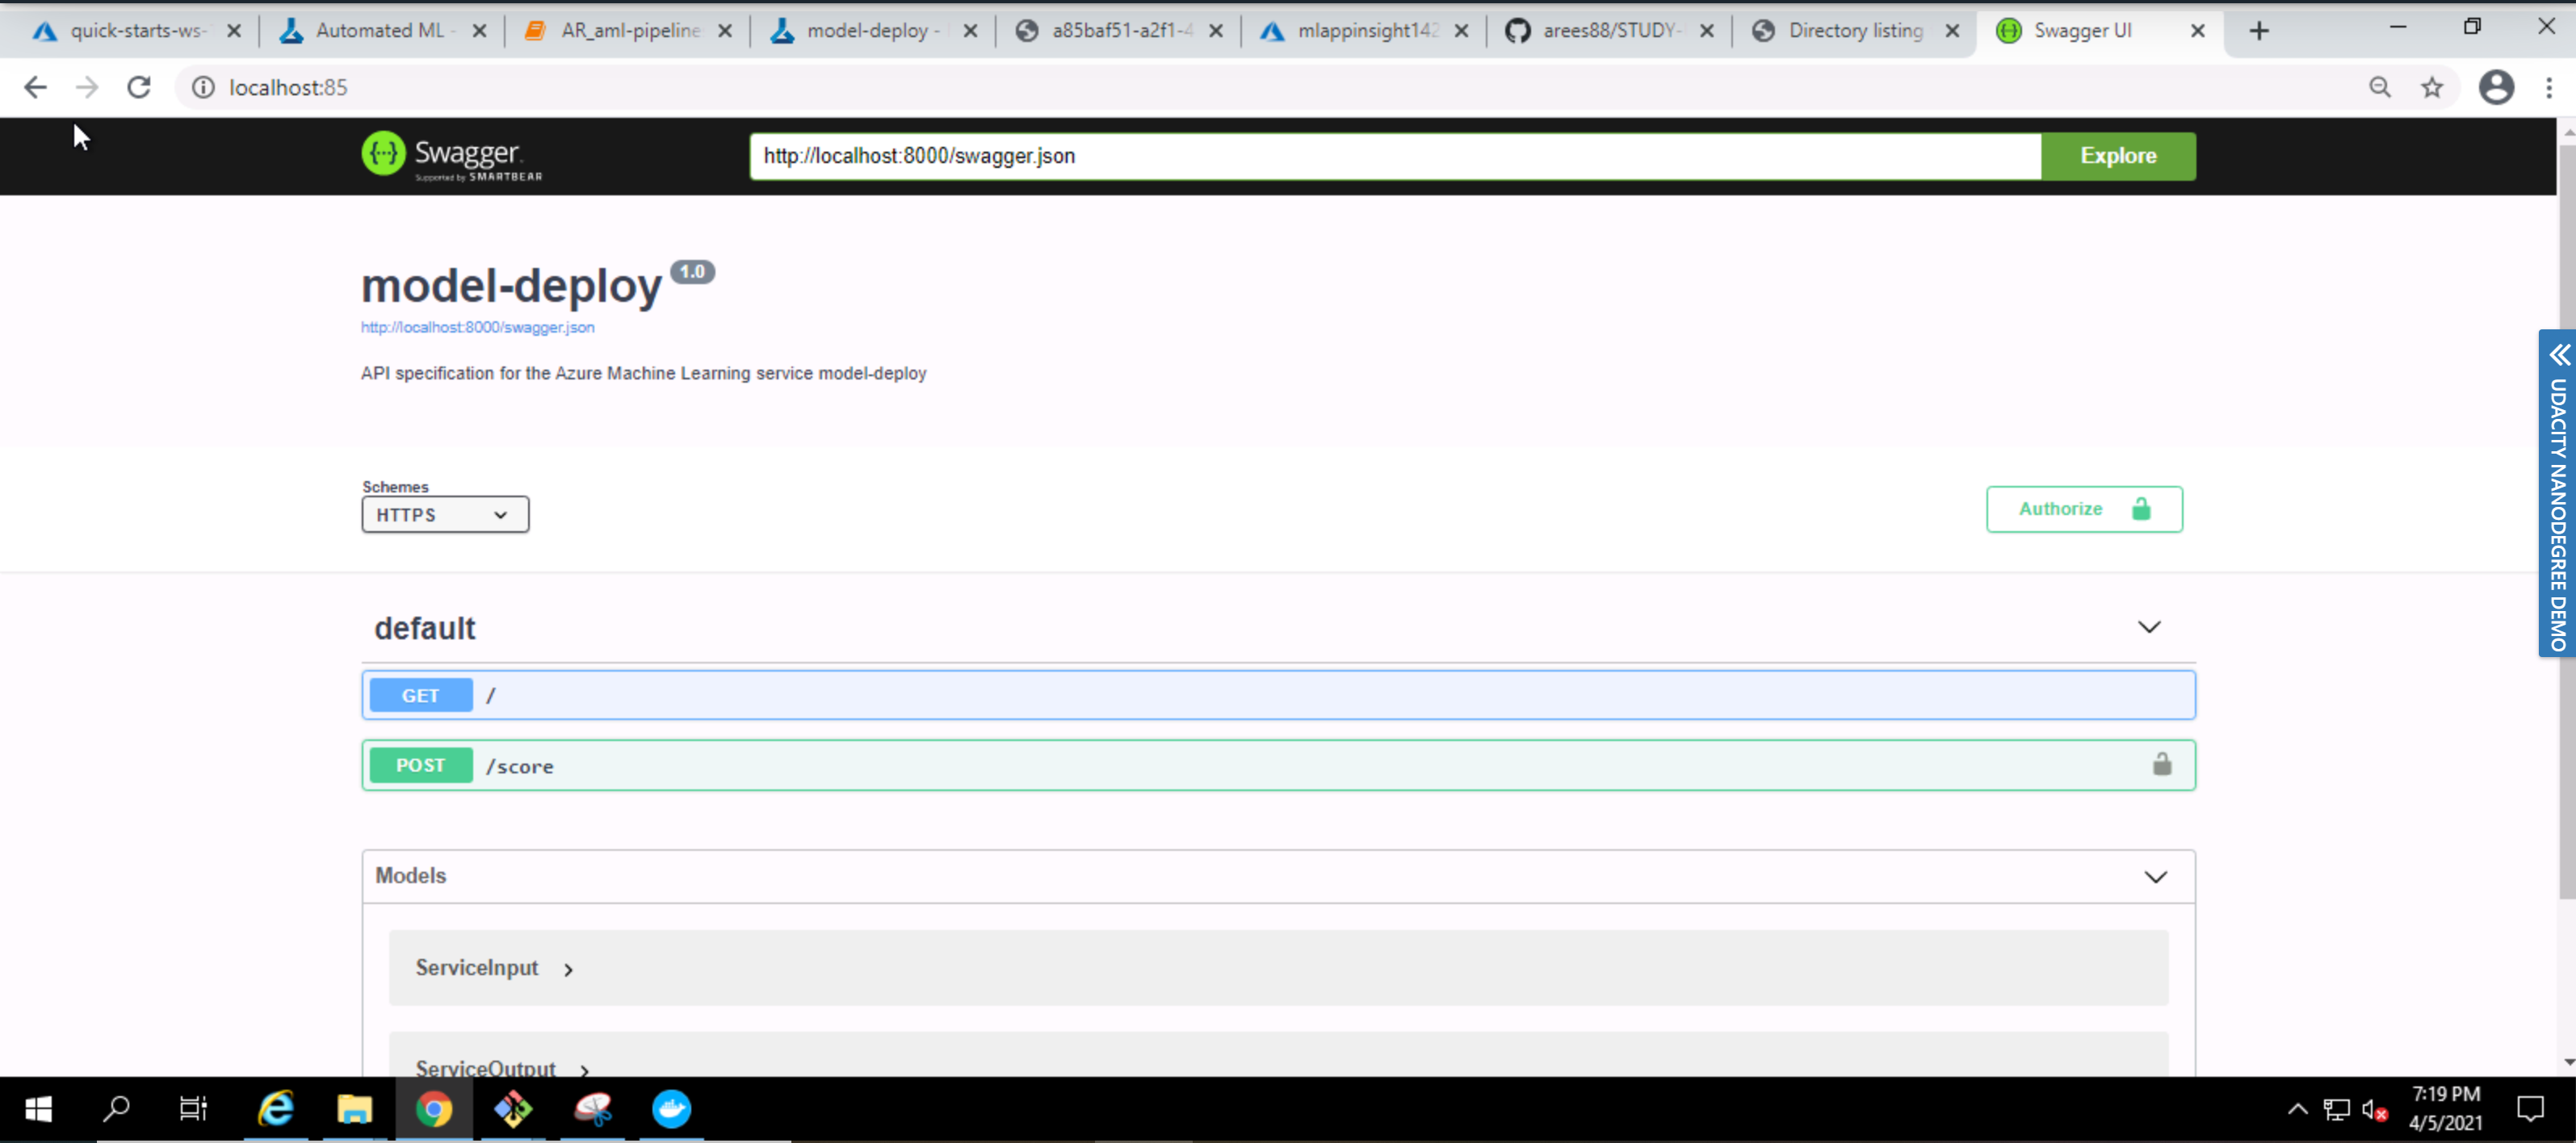 quick-starts-ws-
Automated ML -
AR_aml-pipeline
model-deploy -
a85baf51-a2f1-4
mlappinsight142
arees88/STUDY-
Directory listing
Swagger UI
localhost:85
Swagger.
Supported by SMARTBEAR
http://localhost:8000/swagger.json
Explore
model-deploy 1.0
http://localhost:8000/swagger.json
API specification for the Azure Machine Learning service model-deploy
Schemes
HTTPS
Authorize
UDACITY NANODEGREE DEMO
default
GET /
POST /score
Models
ServiceInput
ServiceOutput
7:19 PM
4/5/2021